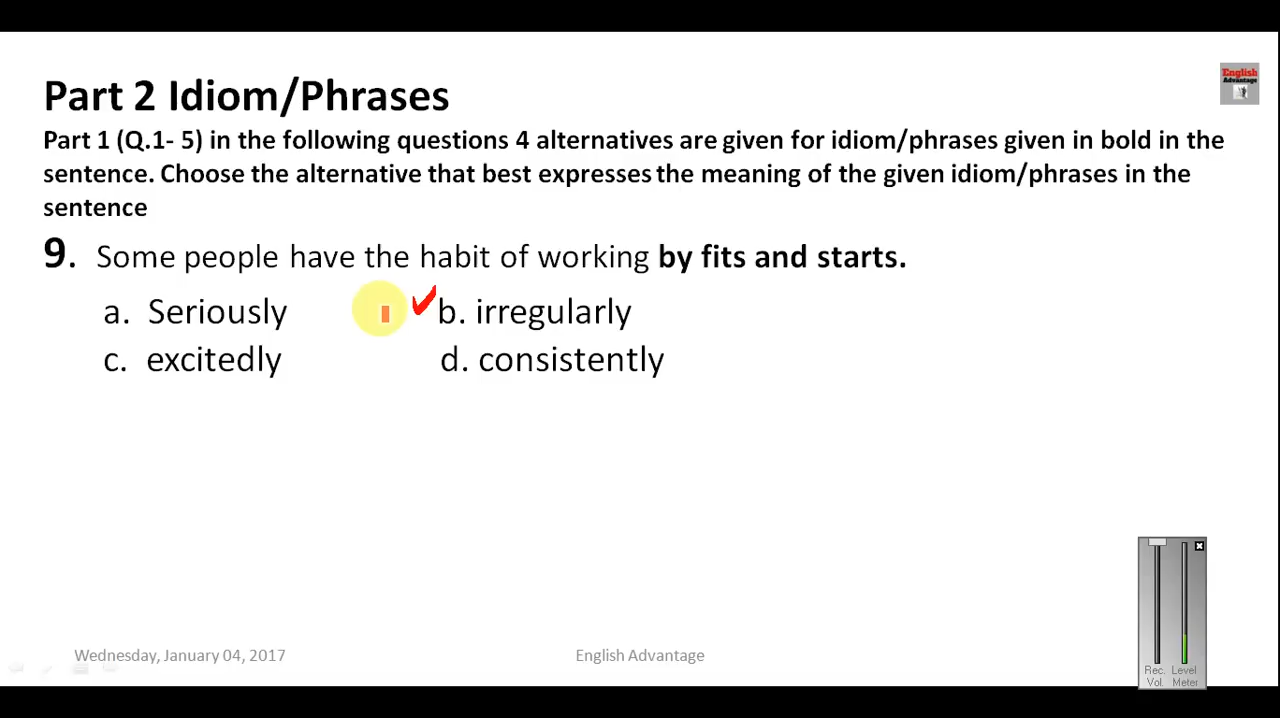 Part 2 Idiom/Phrases
English
Advantage
Part 1 (Q.1- 5) in the following questions 4 alternatives are given for idiom/phrases given in bold in the
sentence. Choose the alternative that best expresses the meaning of the given idiom/phrases in the
sentence
9. Some people have the habit of working by fits and starts.
a. Seriously b. irregularly
c. excitedly d. consistently
Wednesday, January 04, 2017 English Advantage
Rec. Level
Vol. Meter